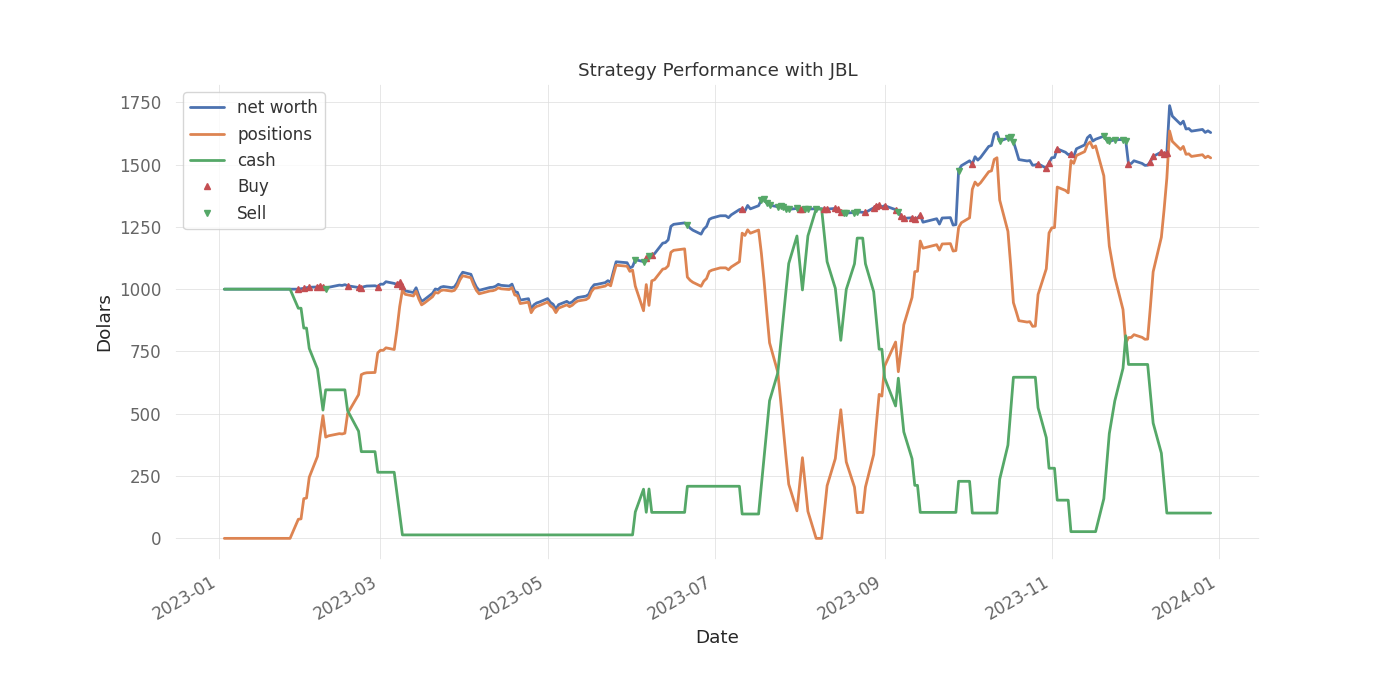 Strategy Performance with JBL
net worth
positions
cash
Buy
Sell
1750
1500
1250
1000
750
500
250
0
Dolars
2023-01
2023-03
2023-05
2023-07
2023-09
2023-11
2024-01
Date